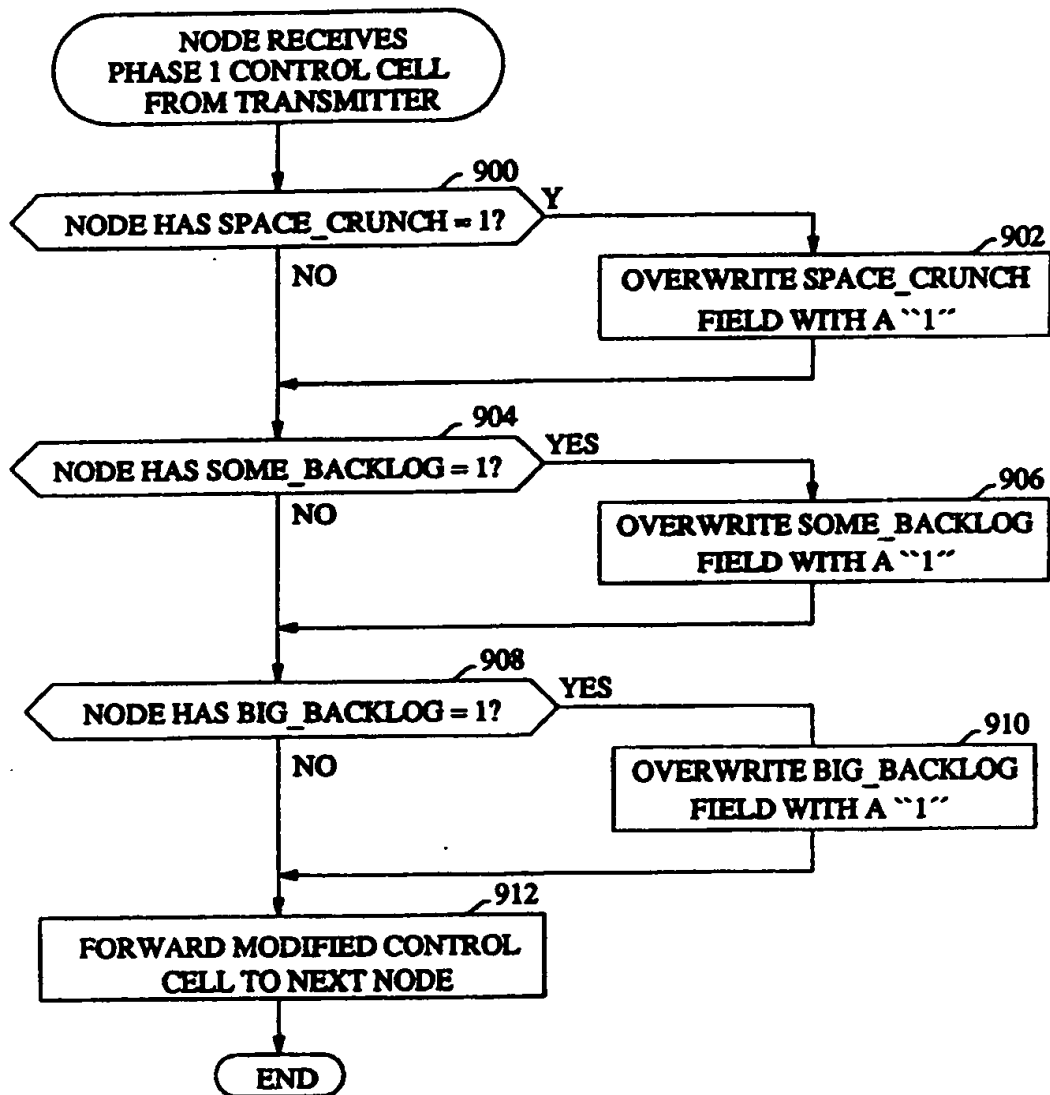 NODE RECEIVES
PHASE 1 CONTROL CELL
FROM TRANSMITTER
900
NODE HAS SPACE_CRUNCH = 1?
Y
NO
902
OVERWRITE SPACE_CRUNCH
FIELD WITH A ``1´´
904
NODE HAS SOME_BACKLOG = 1?
YES
NO
906
OVERWRITE SOME_BACKLOG
FIELD WITH A ``1´´
908
NODE HAS BIG_BACKLOG = 1?
YES
NO
910
OVERWRITE BIG_BACKLOG
FIELD WITH A ``1´´
912
FORWARD MODIFIED CONTROL
CELL TO NEXT NODE
END